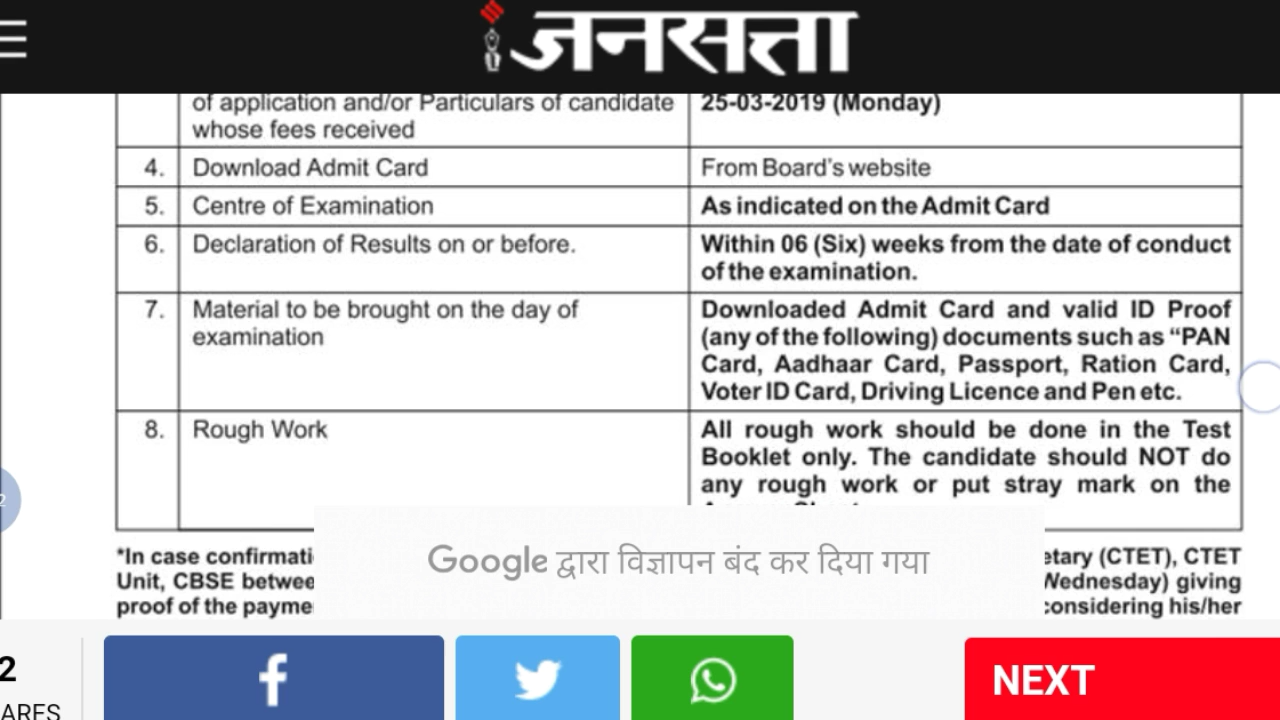 जनसत्ता
of application and/or Particulars of candidate
whose fees received
25-03-2019 (Monday)
4. Download Admit Card From Board's website
5. Centre of Examination As indicated on the Admit Card
6. Declaration of Results on or before. Within 06 (Six) weeks from the date of conduct
of the examination.
7. Material to be brought on the day of
examination
Downloaded Admit Card and valid ID Proof
(any of the following) documents such as “PAN
Card, Aadhaar Card, Passport, Ration Card,
Voter ID Card, Driving Licence and Pen etc.
8. Rough Work
All rough work should be done in the Test
Booklet only. The candidate should NOT do
any rough work or put stray mark on the
*In case
(CTET), CTET
Unit, CBSE
Wednesday) giving
proof of the
considering his/her
Google द्वारा विज्ञापन बंद कर दिया गया
2
NEXT